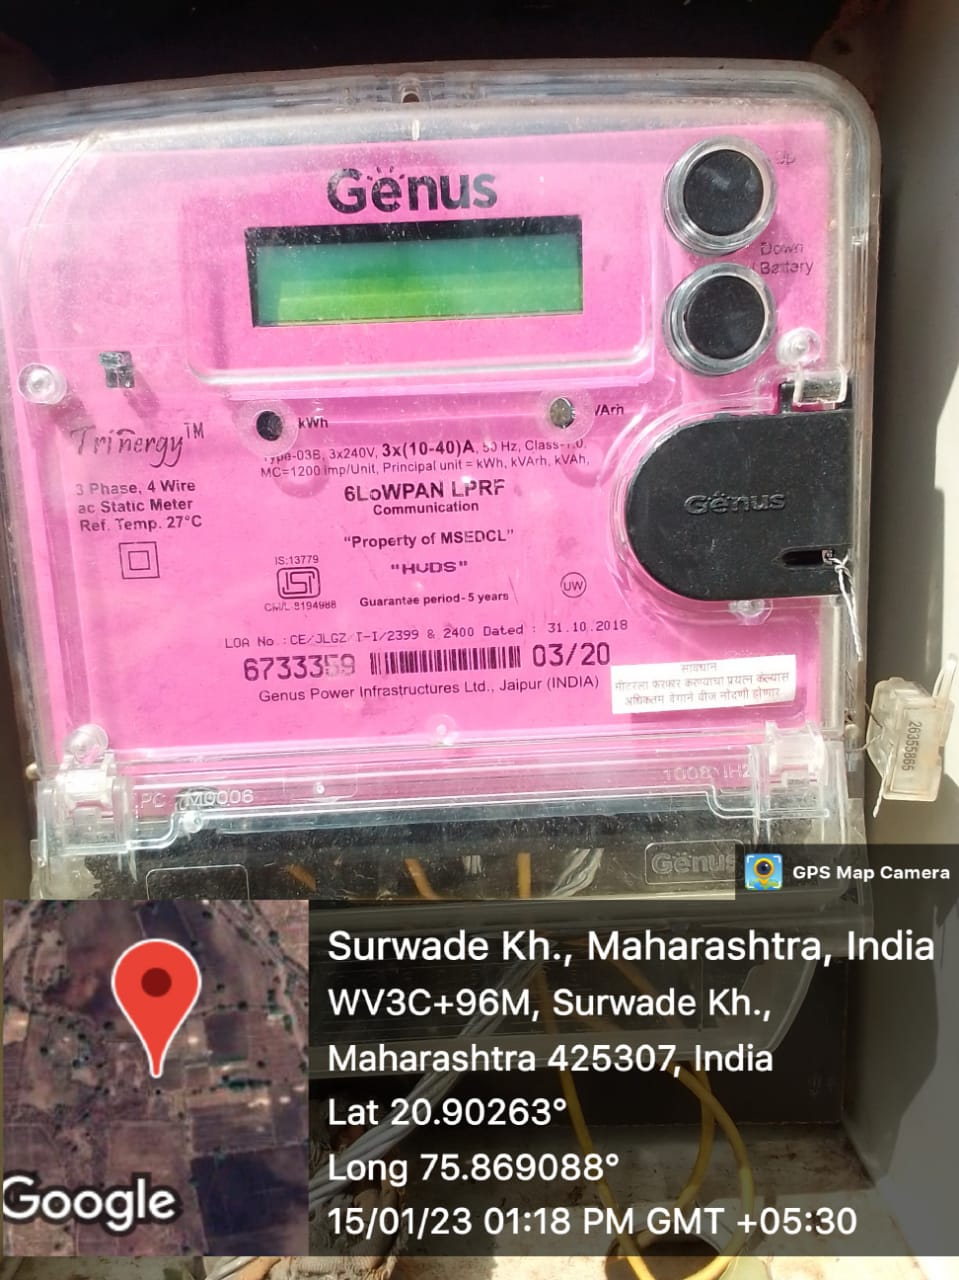 Genus
Up
Down
Battery
kWh
VArh
Trinergy™
3 Phase, 4 Wire
ac Static Meter
Ref. Temp. 27°C
Type-03B, 3x240V, 3x(10-40)A, 50 Hz, Class-1.0,
MC=1200 imp/Unit, Principal unit = kWh, kVArh, kVAh,
6LoWPAN LPRF
Communication
"Property of MSEDCL"
"HVDS"
IS:13779
ISI
CM/L 8194988
Guarantee period - 5 years
UW
Genus
LOA No.:CE/JLGZ/T-I/2399 & 2400 Dated : 31.10.2018
6733359 03/20
Genus Power Infrastructures Ltd., Jaipur (INDIA)
सावधान
मीटरला फेरफार करण्याचा प्रयत्न केल्यास
अधिकतम वेगाने वीज नोंदणी होणार
26355865
PC M0006
1008 IH2
Genus
GPS Map Camera
Surwade Kh., Maharashtra, India
WV3C+96M, Surwade Kh.,
Maharashtra 425307, India
Lat 20.90263°
Long 75.869088°
15/01/23 01:18 PM GMT +05:30
Google